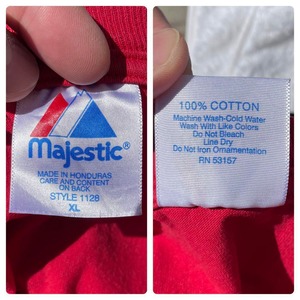 Majestic®
MADE IN HONDURAS
CARE AND CONTENT
ON BACK
STYLE 1128
XL
100% COTTON
Machine Wash-Cold Water
Wash With Like Colors
Do Not Bleach
Line Dry
Do Not Iron Ornamentation
RN 53157